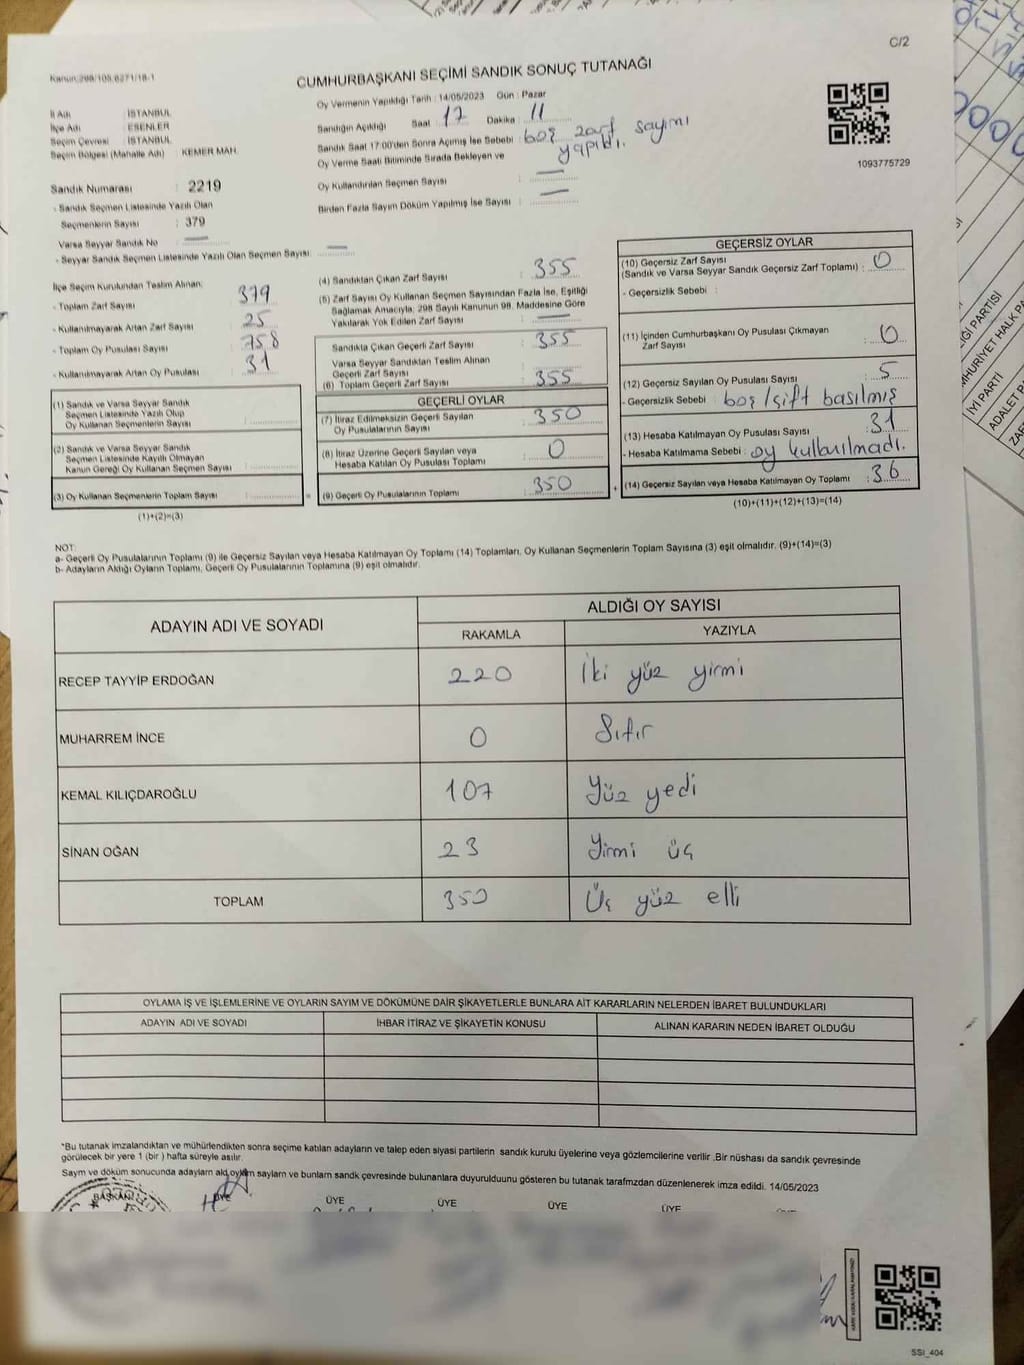 C/2
Kanun:298/105,6271/18-1
CUMHURBAŞKANI SEÇİMİ SANDIK SONUÇ TUTANAĞI
İl Adı : İSTANBUL
İlçe Adı : ESENLER
Seçim Çevresi : İSTANBUL
Seçim Bölgesi (Mahalle Adı) : KEMER MAH.
Sandık Numarası : 2219
- Sandık Seçmen Listesinde Yazılı Olan
Seçmenlerin Sayısı : 379
Varsa Seyyar Sandık No :
- Seyyar Sandık Seçmen Listesinde Yazılı Olan Seçmen Sayısı:
Oy Vermenin Yapıldığı Tarih : 14/05/2023 Gün : Pazar
Sandığın Açıldığı Saat : 17 Dakika : 11
Sandık Saat 17:00'den Sonra Açılmış İse Sebebi : boş zarf sayımı
yapıldı.
Oy Verme Saati Bitiminde Sırada Bekleyen ve
Oy Kullandırılan Seçmen Sayısı :
Birden Fazla Sayım Döküm Yapılmış İse Sayısı :
1093775729
İlçe Seçim Kurulundan Teslim Alınan:
- Toplam Zarf Sayısı : 379
- Kullanılmayarak Artan Zarf Sayısı : 25
- Toplam Oy Pusulası Sayısı : 758
- Kullanılmayarak Artan Oy Pusulası : 31
(1) Sandık ve Varsa Seyyar Sandık
Seçmen Listesinde Yazılı Olup
Oy Kullanan Seçmenlerin Sayısı :
(2) Sandık ve Varsa Seyyar Sandık
Seçmen Listesinde Kayıtlı Olmayan
Kanun Gereği Oy Kullanan Seçmen Sayısı :
(3) Oy Kullanan Seçmenlerin Toplam Sayısı :
(1)+(2)=(3)
(4) Sandıktan Çıkan Zarf Sayısı : 355
(5) Zarf Sayısı Oy Kullanan Seçmen Sayısından Fazla İse, Eşitliği
Sağlamak Amacıyla, 298 Sayılı Kanunun 98. Maddesine Göre
Yakılarak Yok Edilen Zarf Sayısı :
Sandıkta Çıkan Geçerli Zarf Sayısı : 355
Varsa Seyyar Sandıktan Teslim Alınan
Geçerli Zarf Sayısı :
(6) Toplam Geçerli Zarf Sayısı : 355
GEÇERLİ OYLAR
(7) İtiraz Edilmeksizin Geçerli Sayılan
Oy Pusulalarının Sayısı : 350
(8) İtiraz Üzerine Geçerli Sayılan veya
Hesaba Katılan Oy Pusulası Toplamı : 0
(9) Geçerli Oy Pusulalarının Toplamı : 350
GEÇERSİZ OYLAR
(10) Geçersiz Zarf Sayısı
(Sandık ve Varsa Seyyar Sandık Geçersiz Zarf Toplamı) : 0
- Geçersizlik Sebebi :
(11) İçinden Cumhurbaşkanı Oy Pusulası Çıkmayan
Zarf Sayısı : 0
(12) Geçersiz Sayılan Oy Pusulası Sayısı : 5
- Geçersizlik Sebebi : boş/çift basılmış
(13) Hesaba Katılmayan Oy Pusulası Sayısı : 31
- Hesaba Katılmama Sebebi : oy kullanılmadı.
(14) Geçersiz Sayılan veya Hesaba Katılmayan Oy Toplamı : 36
(10)+(11)+(12)+(13)=(14)
NOT:
a- Geçerli Oy Pusulalarının Toplamı (9) ile Geçersiz Sayılan veya Hesaba Katılmayan Oy Toplamı (14) Toplamları, Oy Kullanan Seçmenlerin Toplam Sayısına (3) eşit olmalıdır. (9)+(14)=(3)
b- Adayların Aldığı Oyların Toplamı, Geçerli Oy Pusulalarının Toplamına (9) eşit olmalıdır.
ADAYIN ADI VE SOYADI
ALDIĞI OY SAYISI
RAKAMLA YAZIYLA
RECEP TAYYİP ERDOĞAN 220 İki yüz yirmi
MUHARREM İNCE 0 Sıfır
KEMAL KILIÇDAROĞLU 107 Yüz yedi
SİNAN OĞAN 23 Yirmi üç
TOPLAM 350 Üç yüz elli
OYLAMA İŞ VE İŞLEMLERİNE VE OYLARIN SAYIM VE DÖKÜMÜNE DAİR ŞİKAYETLERLE BUNLARA AİT KARARLARIN NELERDEN İBARET BULUNDUKLARI
ADAYIN ADI VE SOYADI İHBAR İTİRAZ VE ŞİKAYETİN KONUSU ALINAN KARARIN NEDEN İBARET OLDUĞU
*Bu tutanak imzalandıktan ve mühürlendikten sonra seçime katılan adayların ve talep eden siyasi partilerin sandık kurulu üyelerine veya gözlemcilerine verilir .Bir nüshası da sandık çevresinde
görülecek bir yere 1 (bir ) hafta süreyle asılır.
Sayım ve döküm sonucunda adayların ald oyların sayıların ve bunların sandk çevresinde bulunanlara duyurulduunu gösteren bu tutanak tarafmzdan düzenlenerek imza edildi. 14/05/2023
BAŞKAN ÜYE ÜYE ÜYE ÜYE ÜYE
SSI_404
İYİ PARTİ